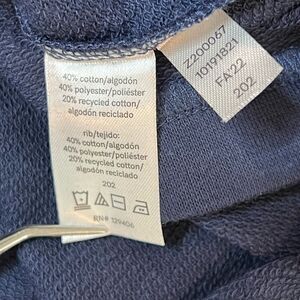 40% cotton/algodón
40% polyester/poliéster
20% recycled cotton/
algodón reciclado
rib/tejido:
40% cotton/algodón
40% polyester/poliéster
20% recycled cotton/
algodón reciclado
202
RN# 129406
Z200067
10191821
FA22
202